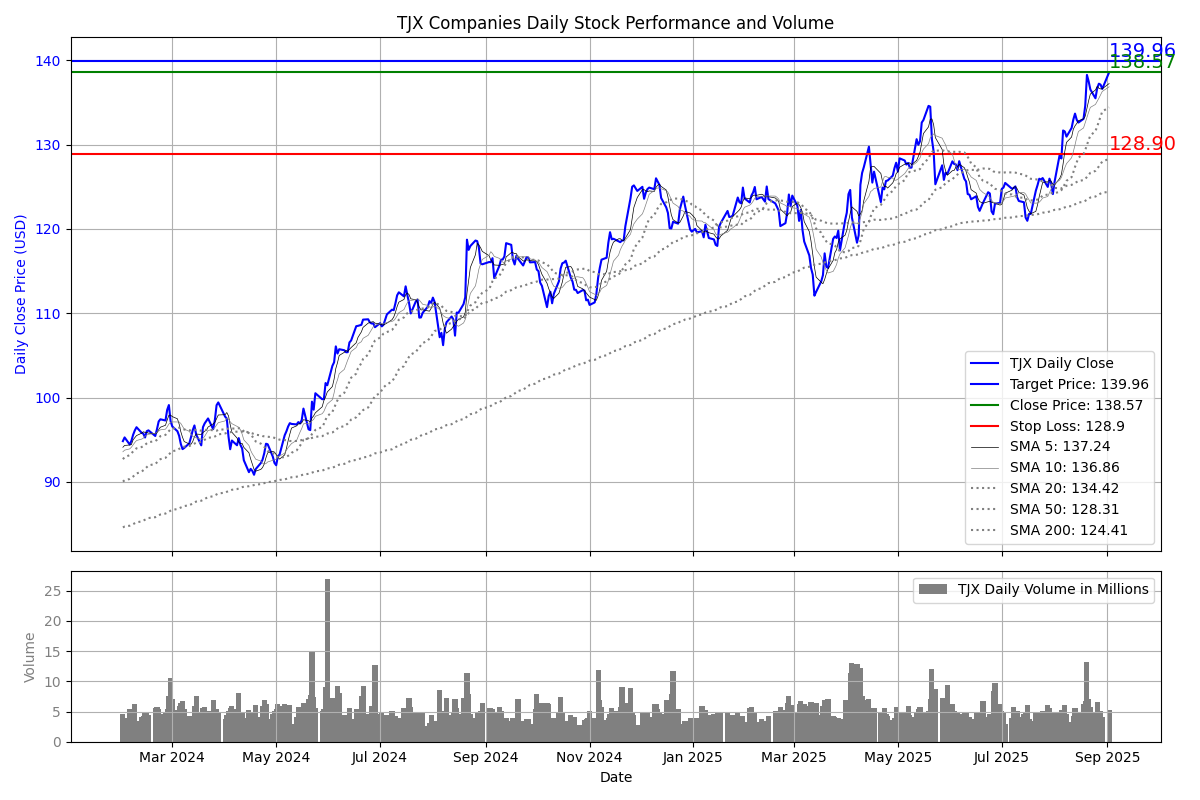 TJX Companies Daily Stock Performance and Volume
139.96
138.57
128.90
Daily Close Price (USD)
140
130
120
110
100
90
TJX Daily Close
Target Price: 139.96
Close Price: 138.57
Stop Loss: 128.9
SMA 5: 137.24
SMA 10: 136.86
SMA 20: 134.42
SMA 50: 128.31
SMA 200: 124.41
TJX Daily Volume in Millions
Volume
25
20
15
10
5
0
Mar 2024 May 2024 Jul 2024 Sep 2024 Nov 2024 Jan 2025 Mar 2025 May 2025 Jul 2025 Sep 2025
Date